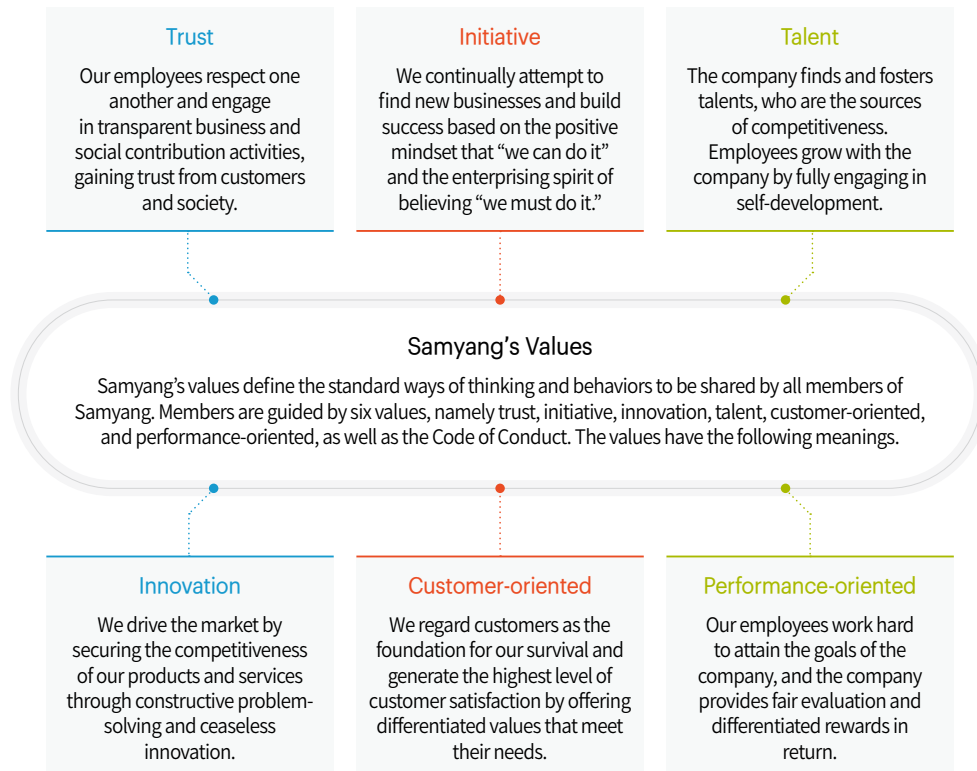 Trust
Our employees respect one
another and engage
in transparent business and
social contribution activities,
gaining trust from customers
and society.
Initiative
We continually attempt to
find new businesses and build
success based on the positive
mindset that “we can do it”
and the enterprising spirit of
believing “we must do it.”
Talent
The company finds and fosters
talents, who are the sources
of competitiveness.
Employees grow with the
company by fully engaging in
self-development.
Samyang’s Values
Samyang’s values define the standard ways of thinking and behaviors to be shared by all members of
Samyang. Members are guided by six values, namely trust, initiative, innovation, talent, customer-oriented,
and performance-oriented, as well as the Code of Conduct. The values have the following meanings.
Innovation
We drive the market by
securing the competitiveness
of our products and services
through constructive problem-
solving and ceaseless
innovation.
Customer-oriented
We regard customers as the
foundation for our survival and
generate the highest level of
customer satisfaction by offering
differentiated values that meet
their needs.
Performance-oriented
Our employees work hard
to attain the goals of the
company, and the company
provides fair evaluation and
differentiated rewards in
return.